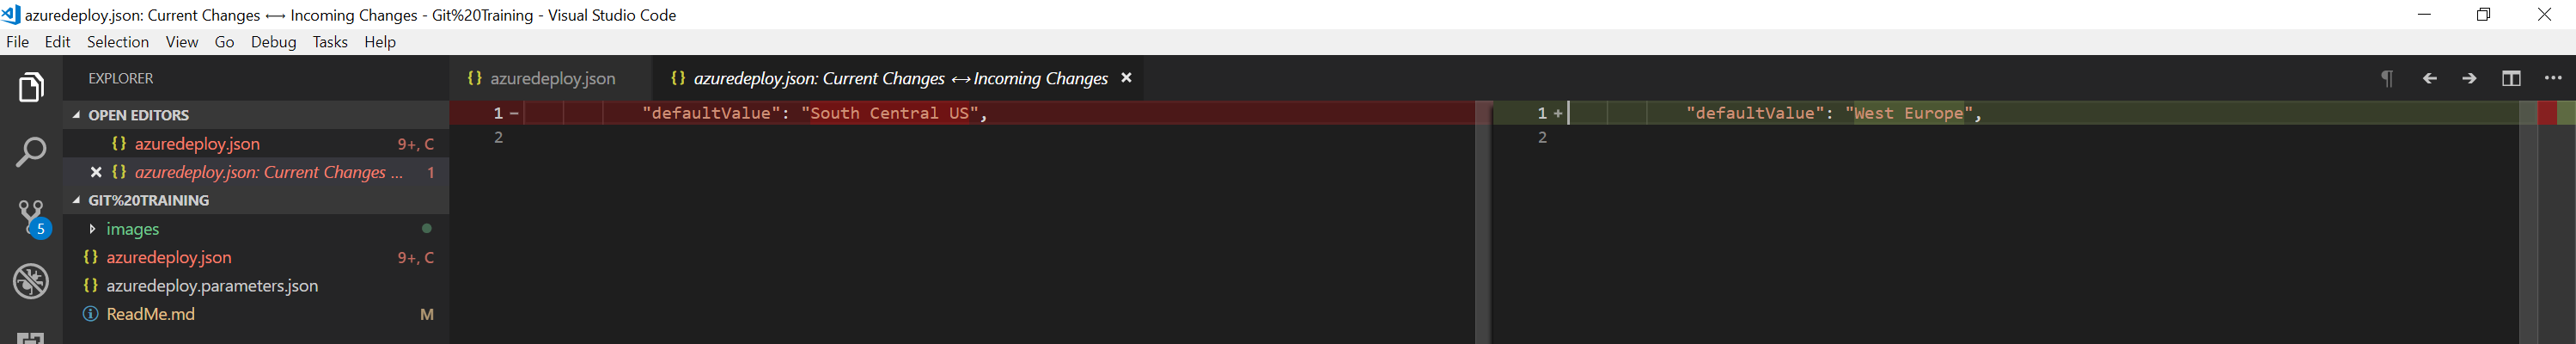 azuredeploy.json: Current Changes ⟷ Incoming Changes - Git%20Training - Visual Studio Code
File Edit Selection View Go Debug Tasks Help
EXPLORER
OPEN EDITORS
{} azuredeploy.json 9+, C
{} azuredeploy.json: Current Changes ... 1
GIT%20TRAINING
images
{} azuredeploy.json 9+, C
{} azuredeploy.parameters.json
ReadMe.md M
5
{} azuredeploy.json {} azuredeploy.json: Current Changes ⟷ Incoming Changes
1 - "defaultValue": "South Central US",
2
1 + "defaultValue": "West Europe",
2